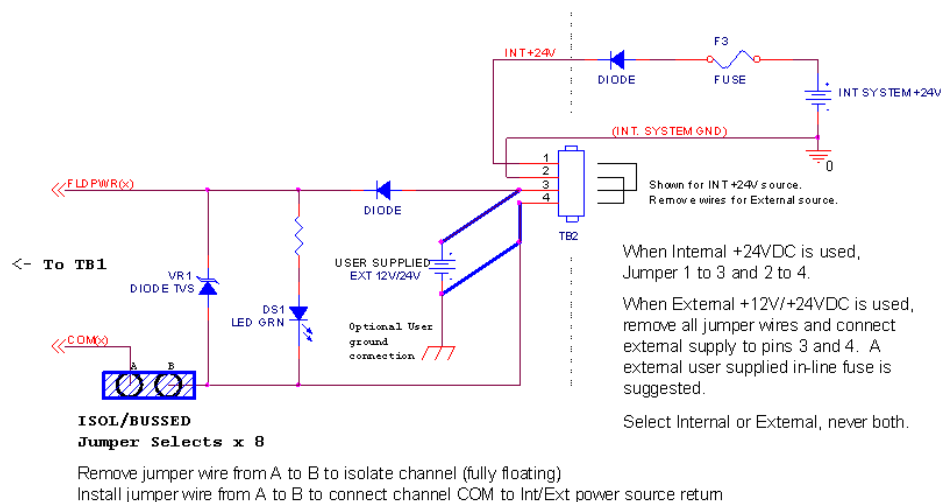 F3
INT+24V
DIODE
FUSE
+
INT SYSTEM +24V
-
(INT. SYSTEM GND)
0
1
2
3
4
Shown for INT +24V source.
Remove wires for External source.
TB2
FLDPWR(x)
DIODE
<- To TB1
VR1
DIODE TVS
USER SUPPLIED
EXT 12V/24V
+
-
DS1
LED GRN
Optional User
ground
connection
COM(x)
A B
ISOL/BUSSED
Jumper Selects x 8
When Internal +24VDC is used,
Jumper 1 to 3 and 2 to 4.
When External +12V/+24VDC is used,
remove all jumper wires and connect
external supply to pins 3 and 4. A
external user supplied in-line fuse is
suggested.
Select Internal or External, never both.
Remove jumper wire from A to B to isolate channel (fully floating)
Install jumper wire from A to B to connect channel COM to Int/Ext power source return